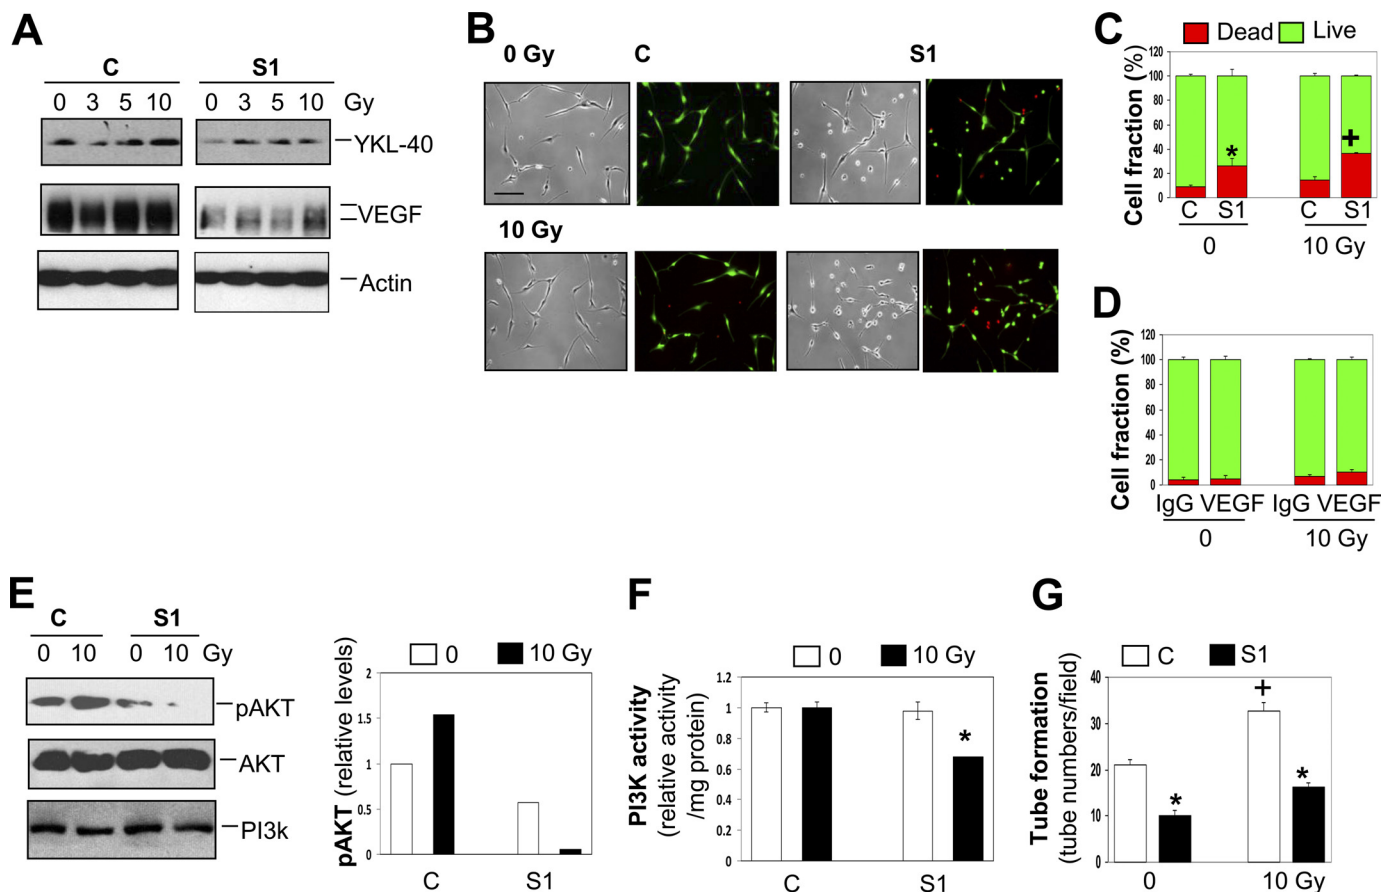 A
C S1
0 3 5 10 0 3 5 10 Gy
YKL-40
VEGF
Actin
B
0 Gy C S1
10 Gy
C
Dead Live
Cell fraction (%)
120
100
80
60
40
20
0
*
+
C S1 C S1
0 10 Gy
D
Cell fraction (%)
120
100
80
60
40
20
0
IgG VEGF IgG VEGF
0 10 Gy
E
C S1
0 10 0 10 Gy
pAKT
AKT
PI3k
0 10 Gy
pAKT (relative levels)
2
1.5
1
0.5
0
C S1
F
0 10 Gy
PI3K activity
(relative activity
/mg protein)
1.2
1
0.8
0.6
0.4
0.2
0
*
C S1
G
C S1
Tube formation
(tube numbers/field)
40
30
20
10
0
+
*
*
0 10 Gy